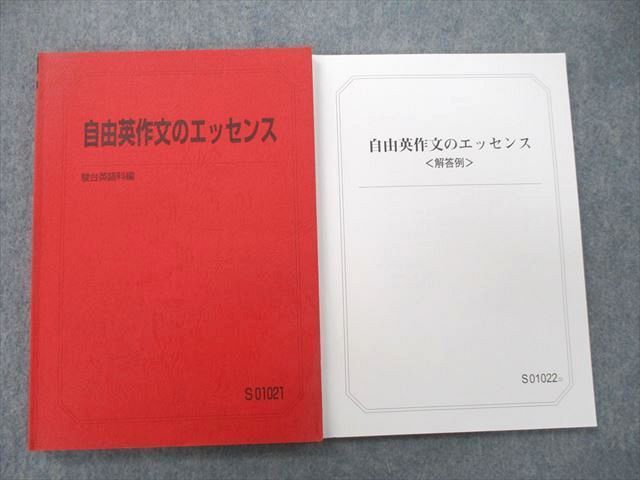 自由英作文のエッセンス
駿台英語科編
S01021
自由英作文のエッセンス
<解答例>
S01022